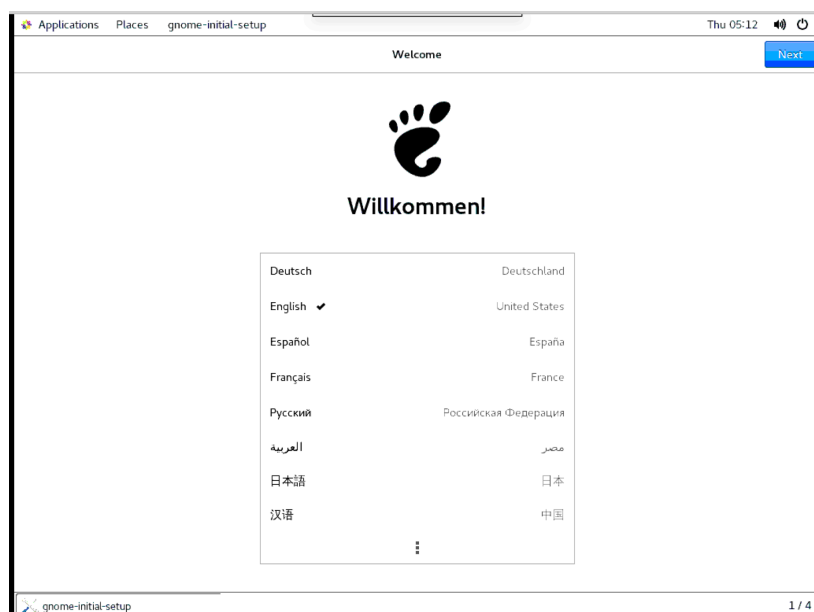 Applications Places gnome-initial-setup Thu 05:12
Welcome Next
Willkommen!
Deutsch Deutschland
English United States
Español España
Français France
Русский Российская Федерация
العربية مصر
日本語 日本
汉语 中国
gnome-initial-setup 1 / 4